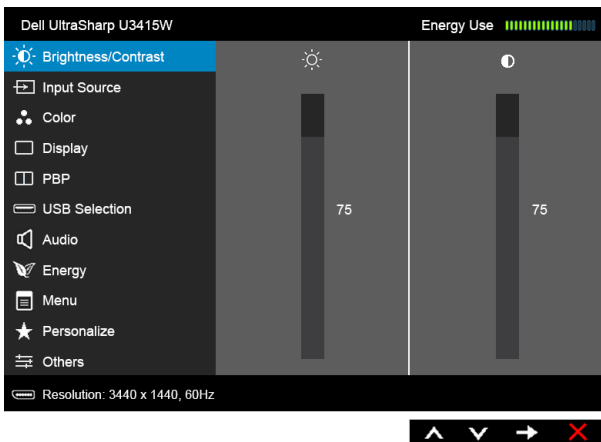 Dell UltraSharp U3415W
Energy Use
Brightness/Contrast
Input Source
Color
Display
PBP
USB Selection
75
75
Audio
Energy
Menu
Personalize
Others
Resolution: 3440 x 1440, 60Hz